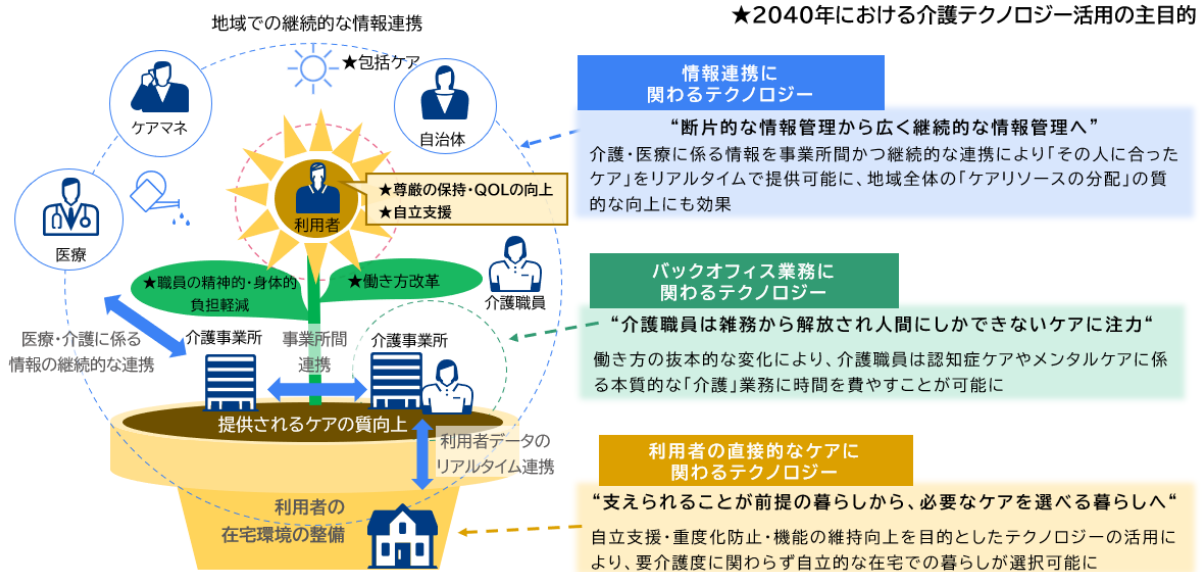 ★2040年における介護テクノロジー活用の主目的
地域での継続的な情報連携
★包括ケア
ケアマネ
自治体
医療
利用者
★尊厳の保持・QOLの向上
★自立支援
★職員の精神的・身体的
負担軽減
★働き方改革
介護職員
医療・介護に係る
情報の継続的な連携
介護事業所
事業所間
連携
介護事業所
提供されるケアの質向上
利用者データの
リアルタイム連携
利用者の
在宅環境の整備
情報連携に
関わるテクノロジー
“断片的な情報管理から広く継続的な情報管理へ”
介護・医療に係る情報を事業所間かつ継続的な連携により「その人に合った
ケア」をリアルタイムで提供可能に、地域全体の「ケアリソースの分配」の質
的な向上にも効果
バックオフィス業務に
関わるテクノロジー
“介護職員は雑務から解放され人間にしかできないケアに注力“
働き方の抜本的な変化により、介護職員は認知症ケアやメンタルケアに係
る本質的な「介護」業務に時間を費やすことが可能に
利用者の直接的なケアに
関わるテクノロジー
“支えられることが前提の暮らしから、必要なケアを選べる暮らしへ“
自立支援・重度化防止・機能の維持向上を目的としたテクノロジーの活用に
より、要介護度に関わらず自立的な在宅での暮らしが選択可能に